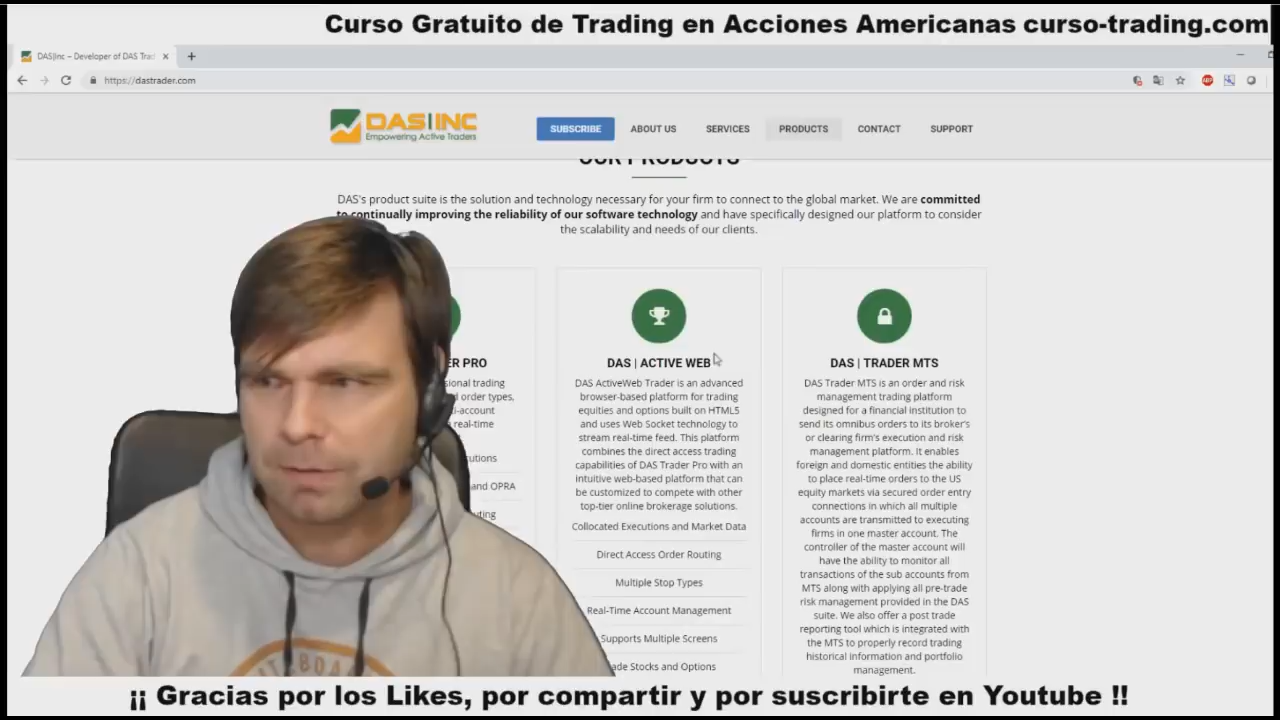 Curso Gratuito de Trading en Acciones Americanas curso-trading.com
DAS|Inc – Developer of DAS Trad
https://dastrader.com
DAS|INC
Empowering Active Traders
SUBSCRIBE
ABOUT US
SERVICES
PRODUCTS
CONTACT
SUPPORT
OUR PRODUCTS
DAS's product suite is the solution and technology necessary for your firm to connect to the global market. We are committed
to continually improving the reliability of our software technology and have specifically designed our platform to consider
the scalability and needs of our clients.
ER PRO
sional trading
d order types,
ti-account
real-time
cutions
and OPRA
uting
DAS | ACTIVE WEB
DAS ActiveWeb Trader is an advanced
browser-based platform for trading
equities and options built on HTML5
and uses Web Socket technology to
stream real-time feed. This platform
combines the direct access trading
capabilities of DAS Trader Pro with an
intuitive web-based platform that can
be customized to compete with other
top-tier online brokerage solutions.
Collocated Executions and Market Data
Direct Access Order Routing
Multiple Stop Types
Real-Time Account Management
Supports Multiple Screens
ade Stocks and Options
DAS | TRADER MTS
DAS Trader MTS is an order and risk
management trading platform
designed for a financial institution to
send its omnibus orders to its broker's
or clearing firm's execution and risk
management platform. It enables
foreign and domestic entities the ability
to place real-time orders to the US
equity markets via secured order entry
connections in which all multiple
accounts are transmitted to executing
firms in one master account. The
controller of the master account will
have the ability to monitor all
transactions of the sub accounts from
MTS along with applying all pre-trade
risk management provided in the DAS
suite. We also offer a post trade
reporting tool which is integrated with
the MTS to properly record trading
historical information and portfolio
management.
¡¡ Gracias por los Likes, por compartir y por suscribirte en Youtube !!